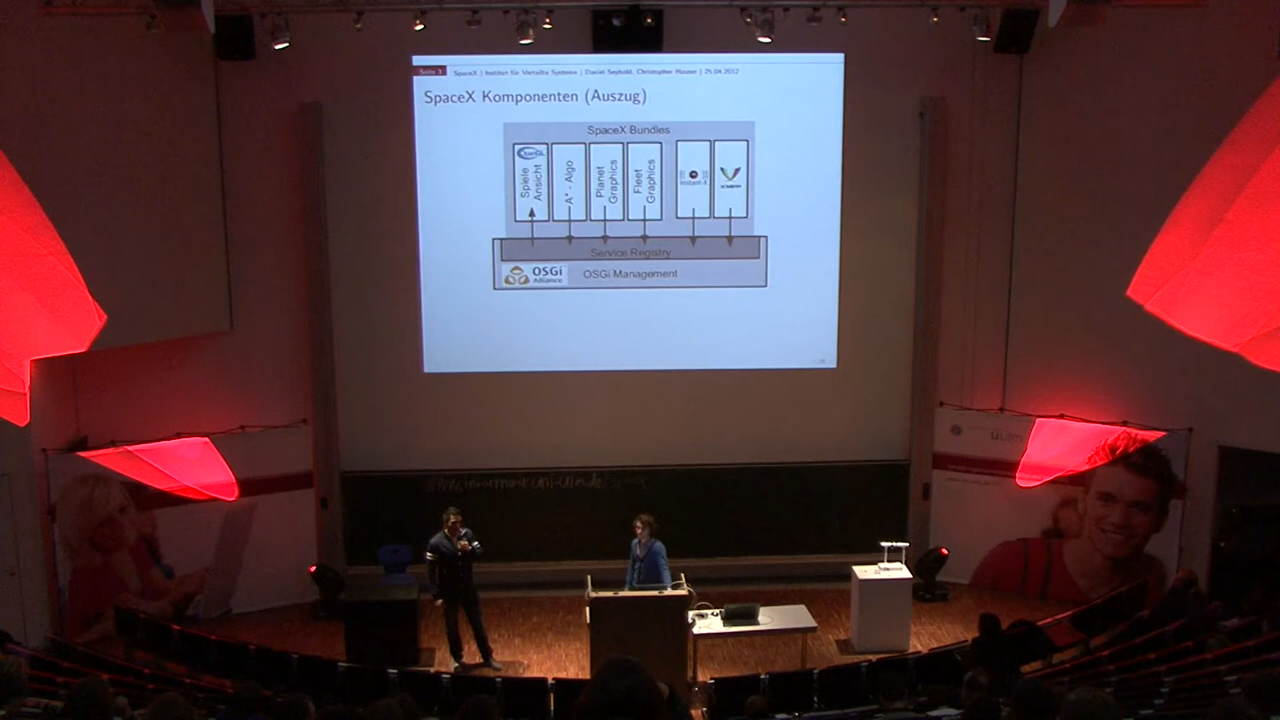 Seite 3 SpaceX | Institut für Verteilte Systeme | Daniel Seybold, Christopher Hauser | 25.04.2012
SpaceX Komponenten (Auszug)
SpaceX Bundles
OpenGL
Spiele
Ansicht
A* - Algo
Planet
Graphics
Fleet
Graphics
Service Registry
OSGi
Alliance
OSGi Management
uulm